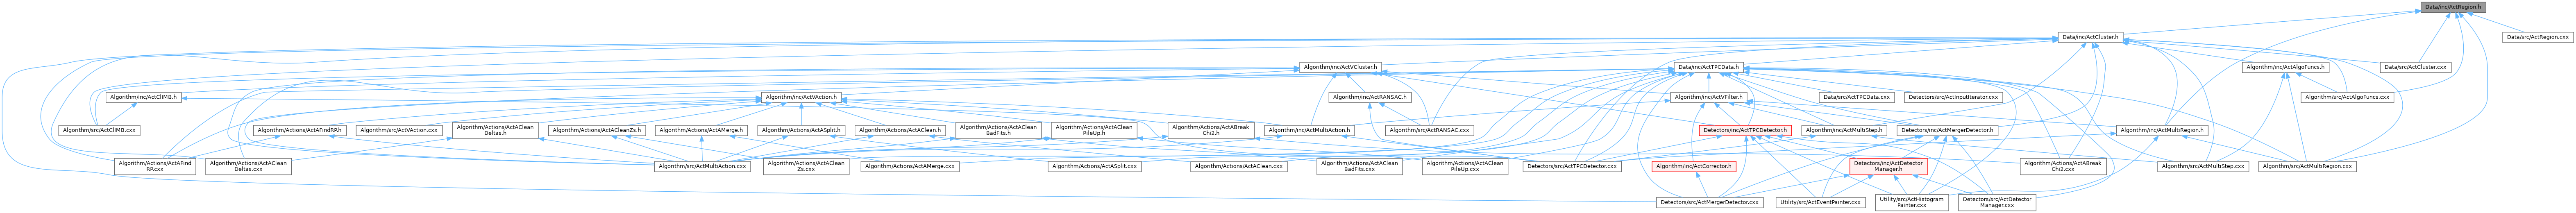 Data/inc/ActRegion.h
Data/inc/ActCluster.h
Data/src/ActRegion.cxx
Algorithm/inc/ActVCluster.h
Data/inc/ActTPCData.h
Algorithm/inc/ActAlgoFuncs.h
Data/src/ActCluster.cxx
Algorithm/inc/ActCliMB.h
Algorithm/inc/ActVAction.h
Algorithm/inc/ActRANSAC.h
Algorithm/inc/ActVFilter.h
Data/src/ActTPCData.cxx
Detectors/src/ActInputIterator.cxx
Algorithm/src/ActAlgoFuncs.cxx
Algorithm/src/ActCliMB.cxx
Algorithm/Actions/ActAFindRP.h
Algorithm/src/ActVAction.cxx
Algorithm/Actions/ActAClean
Deltas.h
Algorithm/Actions/ActACleanZs.h
Algorithm/Actions/ActAMerge.h
Algorithm/Actions/ActASplit.h
Algorithm/Actions/ActAClean.h
Algorithm/Actions/ActAClean
BadFits.h
Algorithm/Actions/ActAClean
PileUp.h
Algorithm/Actions/ActABreak
Chi2.h
Algorithm/inc/ActMultiAction.h
Algorithm/src/ActRANSAC.cxx
Detectors/inc/ActTPCDetector.h
Algorithm/inc/ActMultiStep.h
Detectors/inc/ActMergerDetector.h
Algorithm/inc/ActMultiRegion.h
Algorithm/Actions/ActAFind
RP.cxx
Algorithm/Actions/ActAClean
Deltas.cxx
Algorithm/src/ActMultiAction.cxx
Algorithm/Actions/ActAClean
Zs.cxx
Algorithm/Actions/ActAMerge.cxx
Algorithm/Actions/ActASplit.cxx
Algorithm/Actions/ActAClean.cxx
Algorithm/Actions/ActAClean
BadFits.cxx
Algorithm/Actions/ActAClean
PileUp.cxx
Detectors/src/ActTPCDetector.cxx
Algorithm/inc/ActCorrector.h
Detectors/inc/ActDetector
Manager.h
Algorithm/Actions/ActABreak
Chi2.cxx
Algorithm/src/ActMultiStep.cxx
Algorithm/src/ActMultiRegion.cxx
Detectors/src/ActMergerDetector.cxx
Utility/src/ActEventPainter.cxx
Utility/src/ActHistogram
Painter.cxx
Detectors/src/ActDetector
Manager.cxx